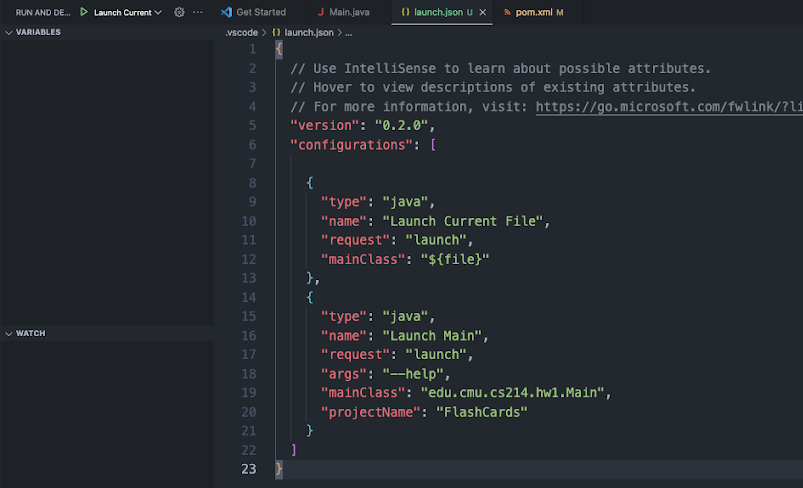 RUN AND DE... Launch Current ...
Get Started
Main.java
{} launch.json U
pom.xml M
VARIABLES
.vscode > {} launch.json > ...
1 {
2 // Use IntelliSense to learn about possible attributes.
3 // Hover to view descriptions of existing attributes.
4 // For more information, visit: https://go.microsoft.com/fwlink/?li
5 "version": "0.2.0",
6 "configurations": [
7
8 {
9 "type": "java",
10 "name": "Launch Current File",
11 "request": "launch",
12 "mainClass": "${file}"
13 },
14 {
15 "type": "java",
16 "name": "Launch Main",
17 "request": "launch",
18 "args": "--help",
19 "mainClass": "edu.cmu.cs214.hw1.Main",
20 "projectName": "FlashCards"
21 }
22 ]
23 }
WATCH